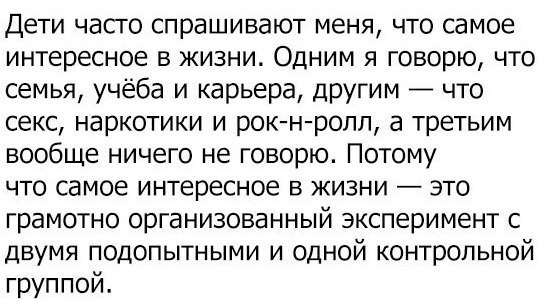 Дети часто спрашивают меня, что самое
интересное в жизни. Одним я говорю, что
семья, учёба и карьера, другим — что
секс, наркотики и рок-н-ролл, а третьим
вообще ничего не говорю. Потому
что самое интересное в жизни — это
грамотно организованный эксперимент с
двумя подопытными и одной контрольной
группой.